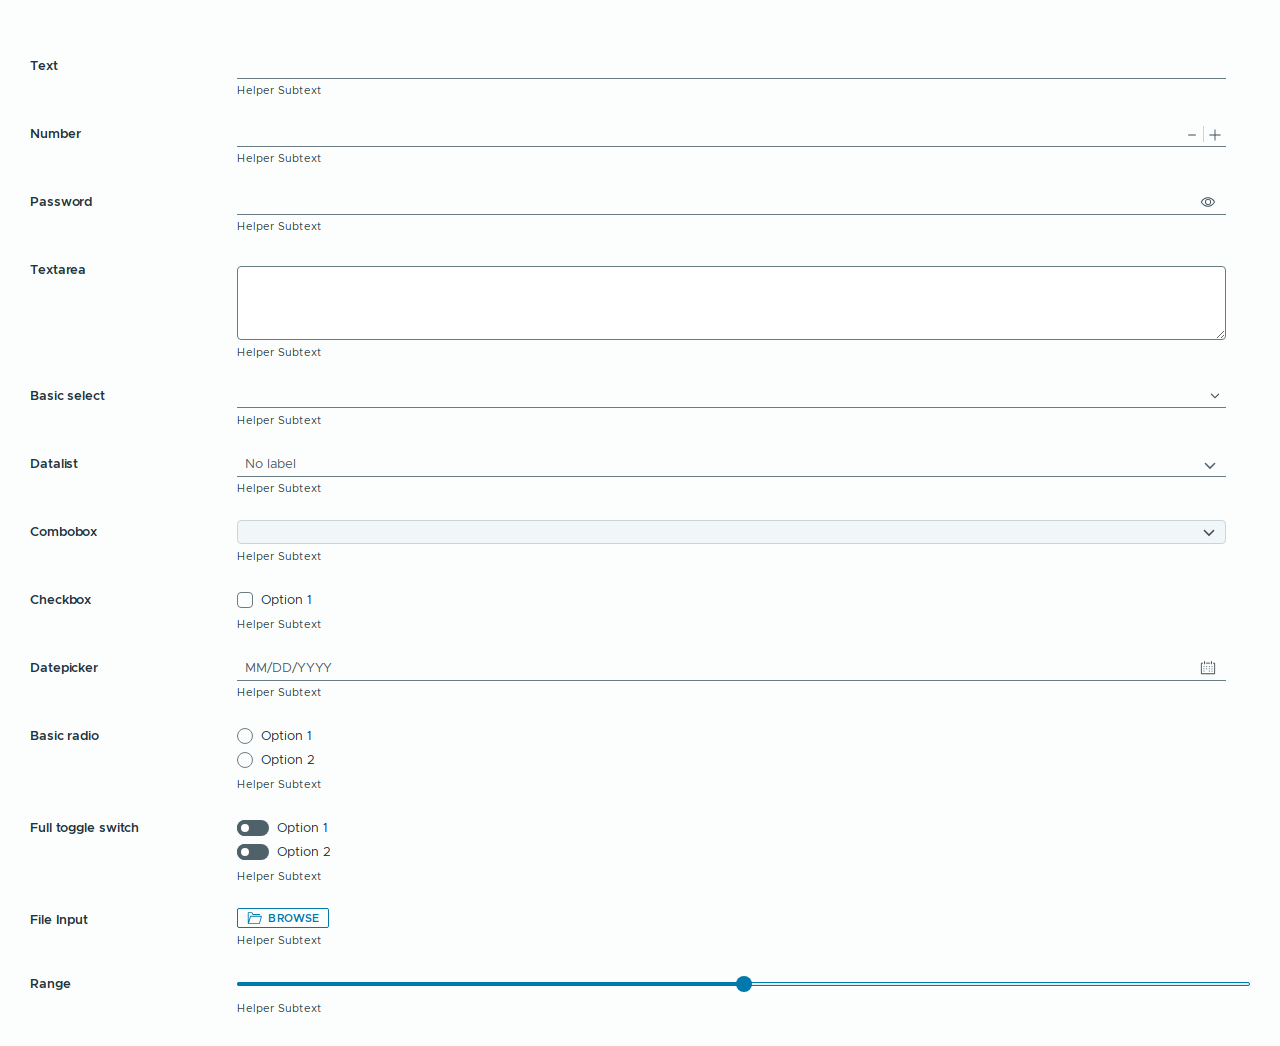 Text
Helper Subtext
Number
Helper Subtext
Password
Helper Subtext
Textarea
Helper Subtext
Basic select
Helper Subtext
Datalist
No label
Helper Subtext
Combobox
Helper Subtext
Checkbox
Option 1
Helper Subtext
Datepicker
MM/DD/YYYY
Helper Subtext
Basic radio
Option 1
Option 2
Helper Subtext
Full toggle switch
Option 1
Option 2
Helper Subtext
File Input
BROWSE
Helper Subtext
Range
Helper Subtext